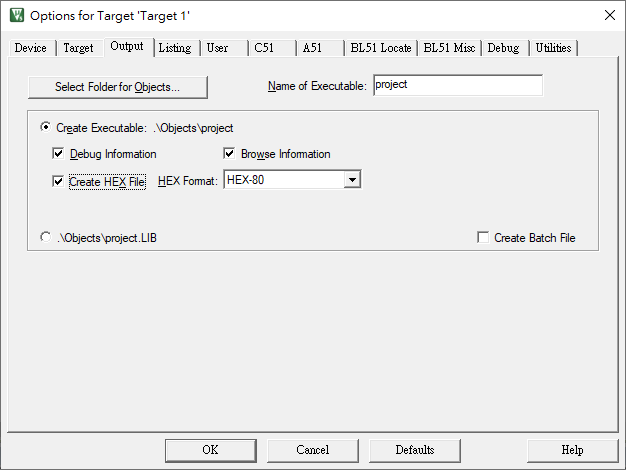 Options for Target 'Target 1'
Device Target Output Listing User C51 A51 BL51 Locate BL51 Misc Debug Utilities
Select Folder for Objects... Name of Executable: project
Create Executable: .\Objects\project
Debug Information Browse Information
Create HEX File HEX Format: HEX-80
.\Objects\project.LIB Create Batch File
OK Cancel Defaults Help